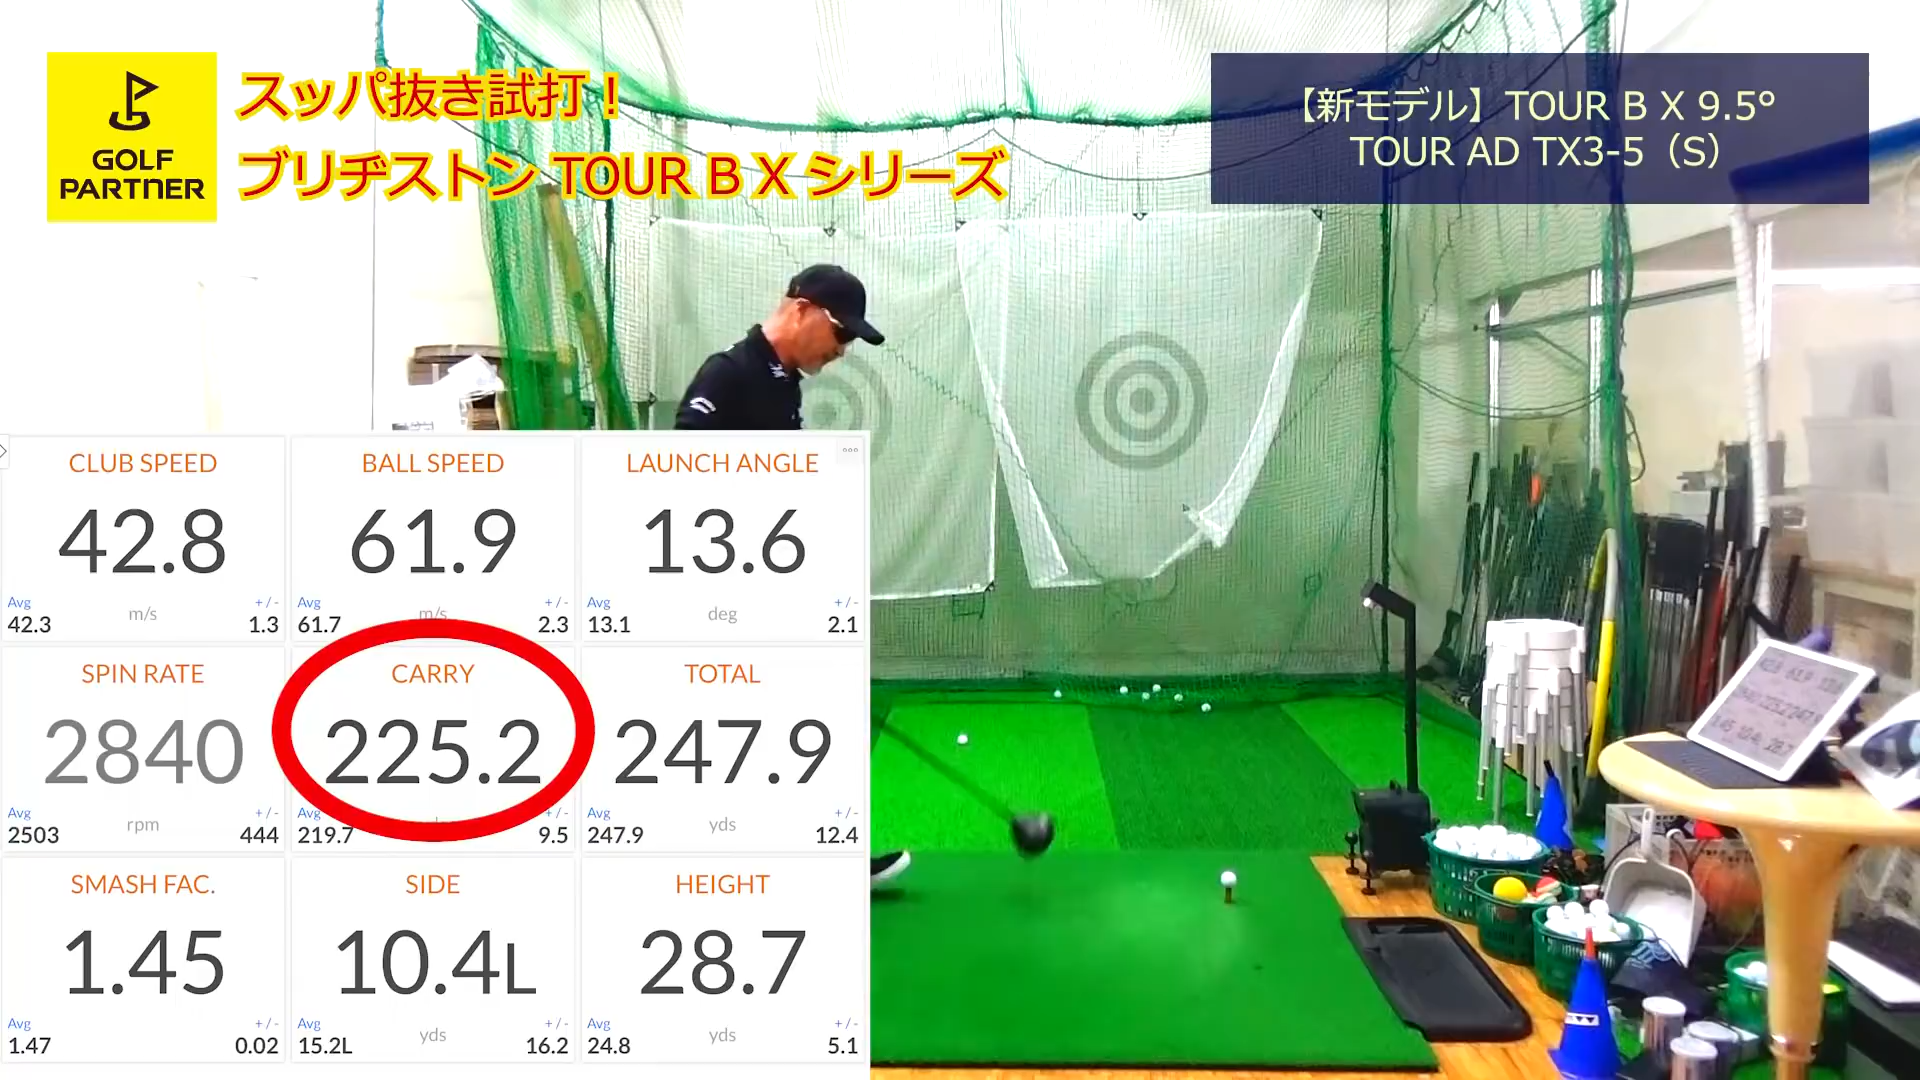 GOLF
PARTNER
スッパ抜き試打！
ブリヂストン TOUR B X シリーズ
【新モデル】TOUR B X 9.5°
TOUR AD TX3-5（S）
CLUB SPEED
42.8
Avg
42.3
m/s
+ / -
1.3
BALL SPEED
61.9
Avg
61.7
m/s
+ / -
2.3
LAUNCH ANGLE
13.6
Avg
13.1
deg
+ / -
2.1
SPIN RATE
2840
Avg
2503
rpm
+ / -
444
CARRY
225.2
Avg
219.7
+ / -
9.5
TOTAL
247.9
Avg
247.9
yds
+ / -
12.4
SMASH FAC.
1.45
Avg
1.47
+ / -
0.02
SIDE
10.4L
Avg
15.2L
yds
+ / -
16.2
HEIGHT
28.7
Avg
24.8
yds
+ / -
5.1